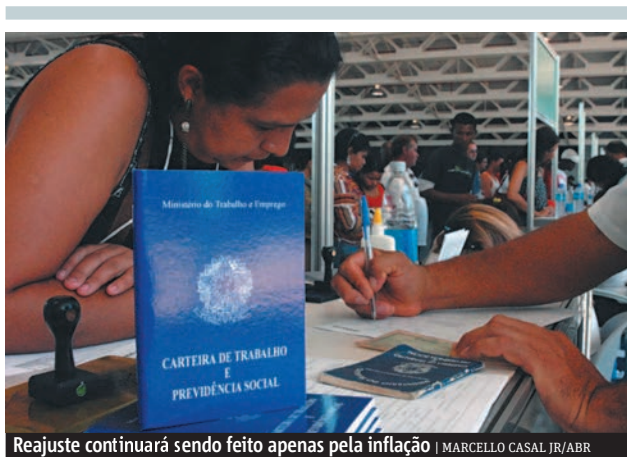 Ministério do Trabalho e Emprego
CARTEIRA DE TRABALHO
E
PREVIDÊNCIA SOCIAL
Reajuste continuará sendo feito apenas pela inflação | MARCELLO CASAL JR/ABR